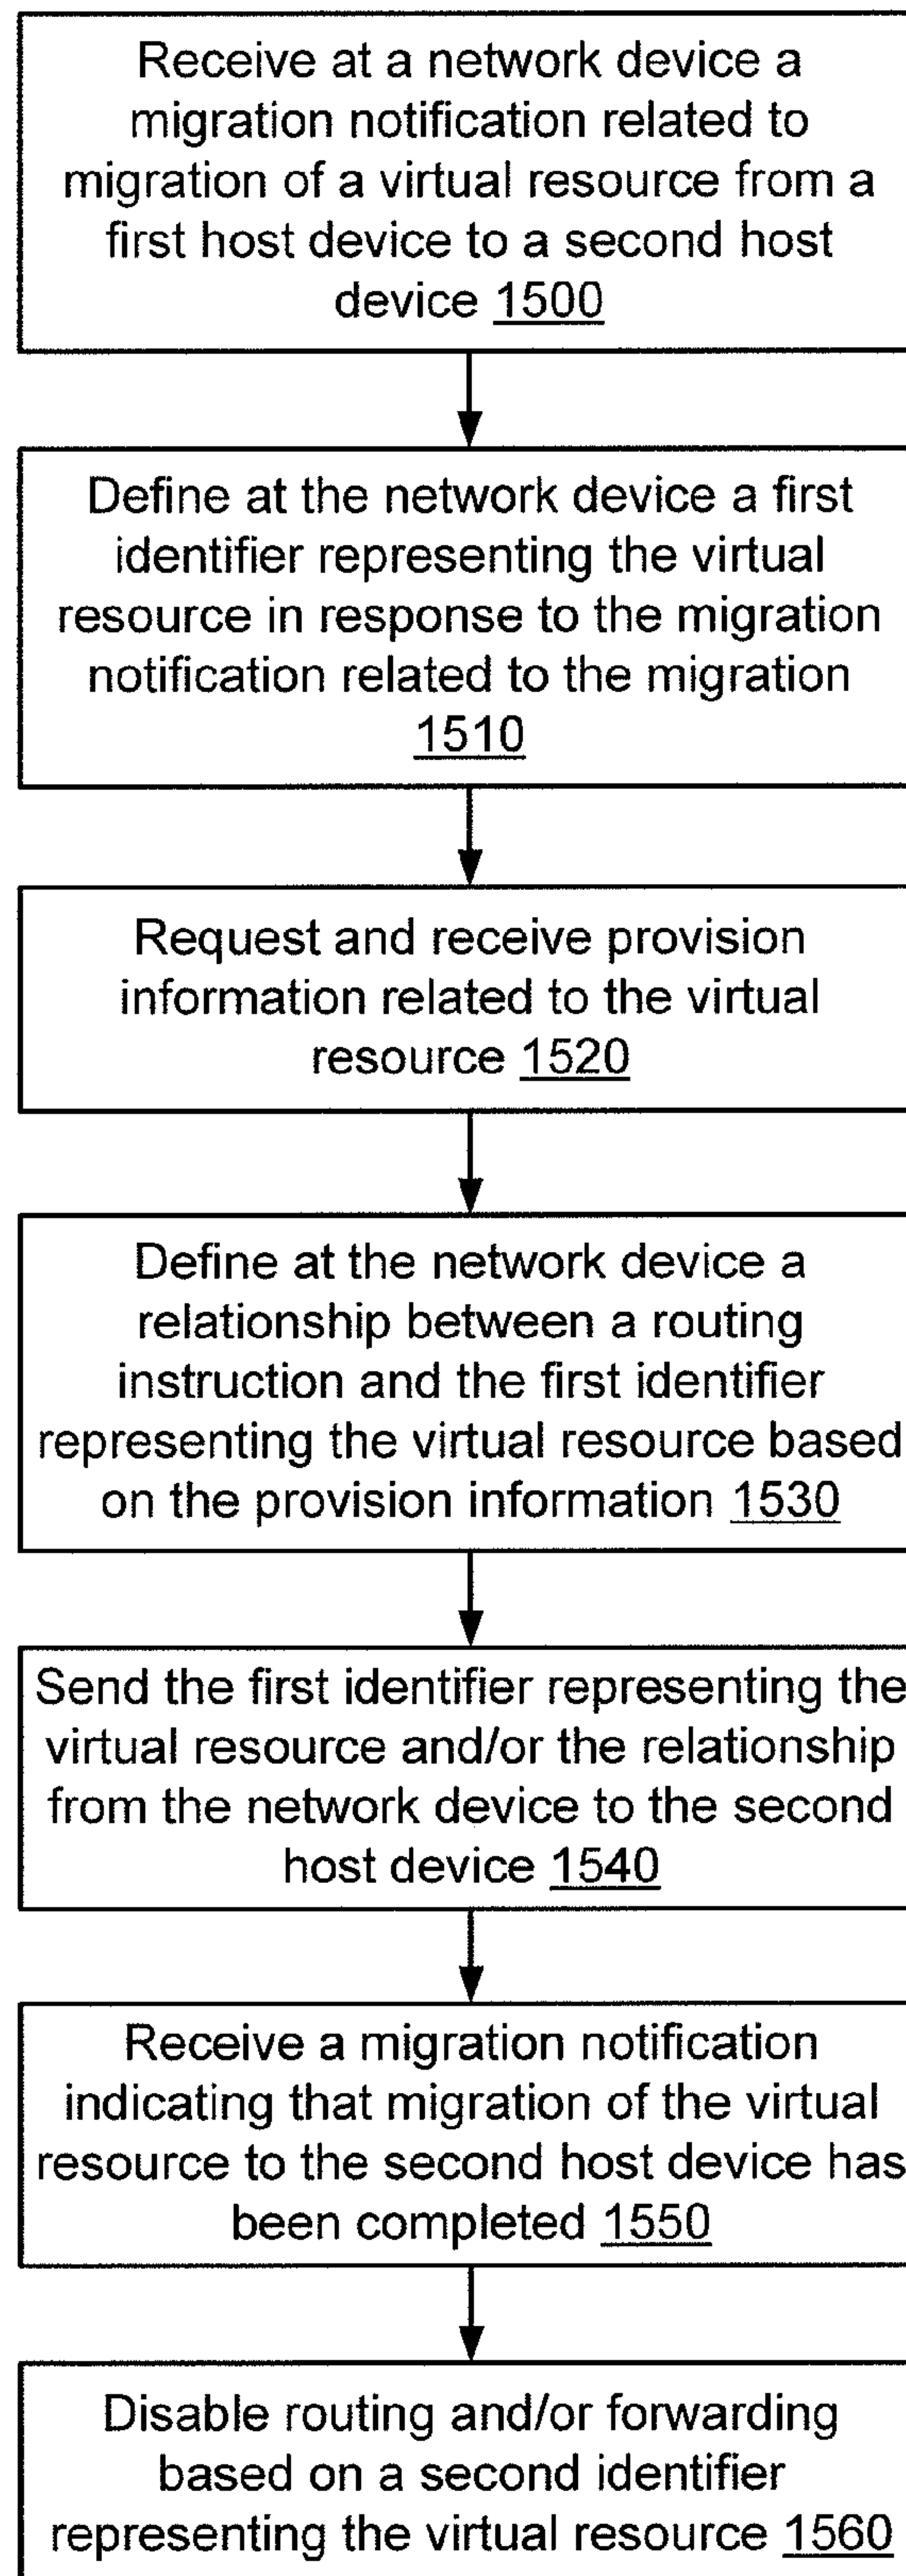 Receive at a network device a
migration notification related to
migration of a virtual resource from a
first host device to a second host
device 1500
Define at the network device a first
identifier representing the virtual
resource in response to the migration
notification related to the migration
1510
Request and receive provision
information related to the virtual
resource 1520
Define at the network device a
relationship between a routing
instruction and the first identifier
representing the virtual resource based
on the provision information 1530
Send the first identifier representing the
virtual resource and/or the relationship
from the network device to the second
host device 1540
Receive a migration notification
indicating that migration of the virtual
resource to the second host device has
been completed 1550
Disable routing and/or forwarding
based on a second identifier
representing the virtual resource 1560